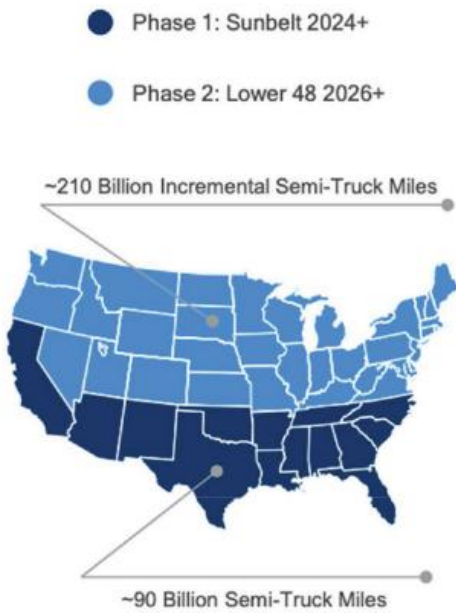 Phase 1: Sunbelt 2024+
Phase 2: Lower 48 2026+
~210 Billion Incremental Semi-Truck Miles
~90 Billion Semi-Truck Miles